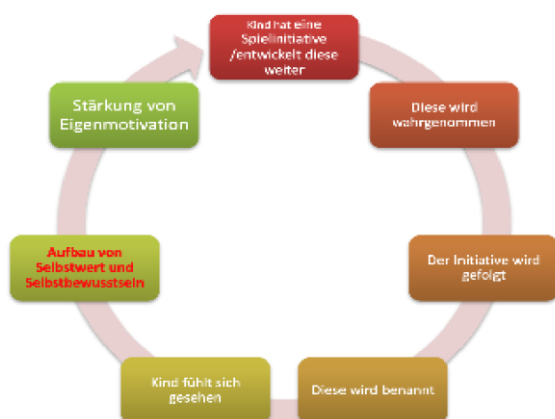 Kind hat eine
Spielinitiative
/entwickelt diese
weiter
Diese wird
wahrgenommen
Der Initiative wird
gefolgt
Diese wird benannt
Kind fühlt sich
gesehen
Aufbau von
Selbstwert und
Selbstbewusstsein
Stärkung von
Eigenmotivation